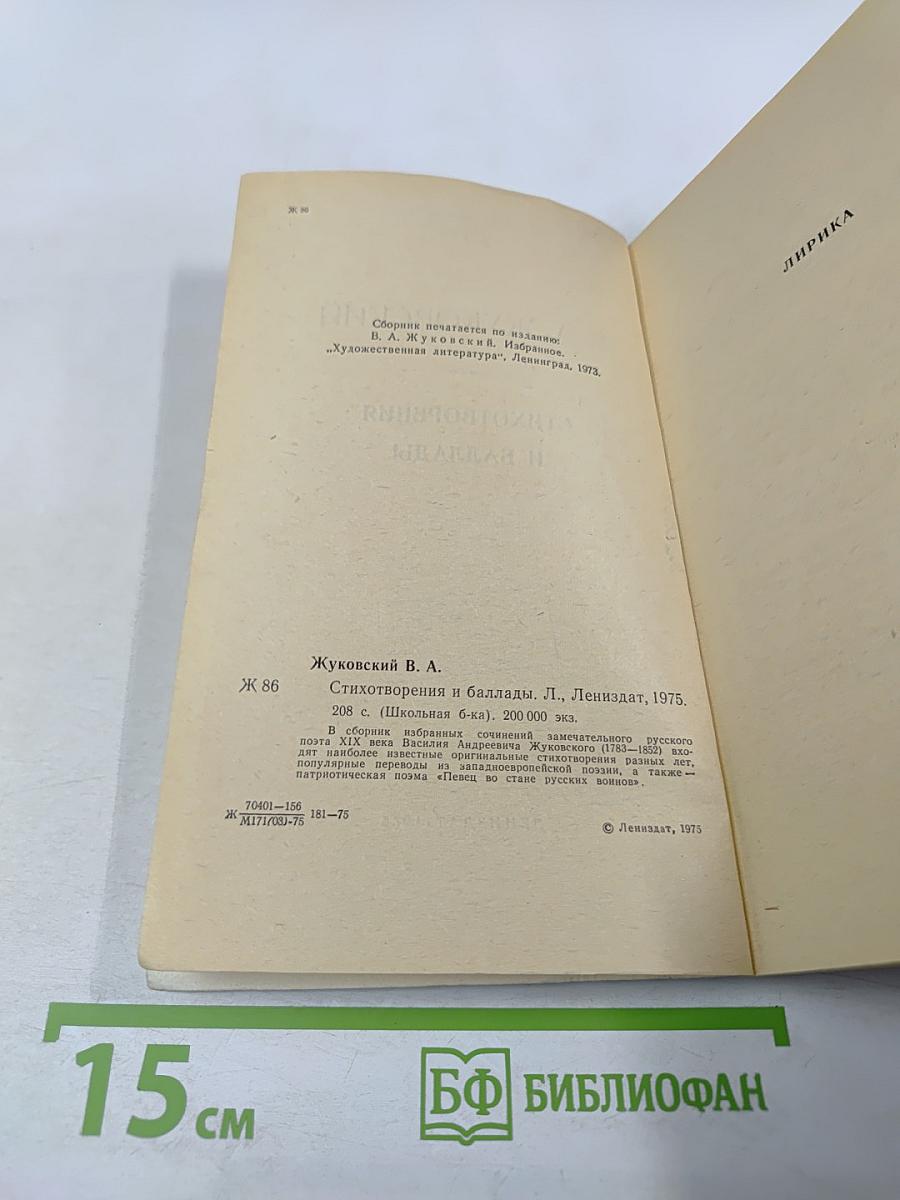 Ж 86
Сборник печатается по изданию:
В. А. Жуковский. Избранное.
„Художественная литература“, Ленинград, 1973.
Жуковский В. А.
Ж 86 Стихотворения и баллады. Л., Лениздат, 1975.
208 с. (Школьная б-ка). 200 000 экз.
В сборник избранных сочинений замечательного русского
поэта XIX века Василия Андреевича Жуковского (1783—1852) вхо-
дят наиболее известные оригинальные стихотворения разных лет,
популярные переводы из западноевропейской поэзии, а также —
патриотическая поэма «Певец во стане русских воинов».
70401—156
Ж 181—75
М171(03)-75
© Лениздат, 1975
ЛИРИКА
15 см
БФ БИБЛИОФАН